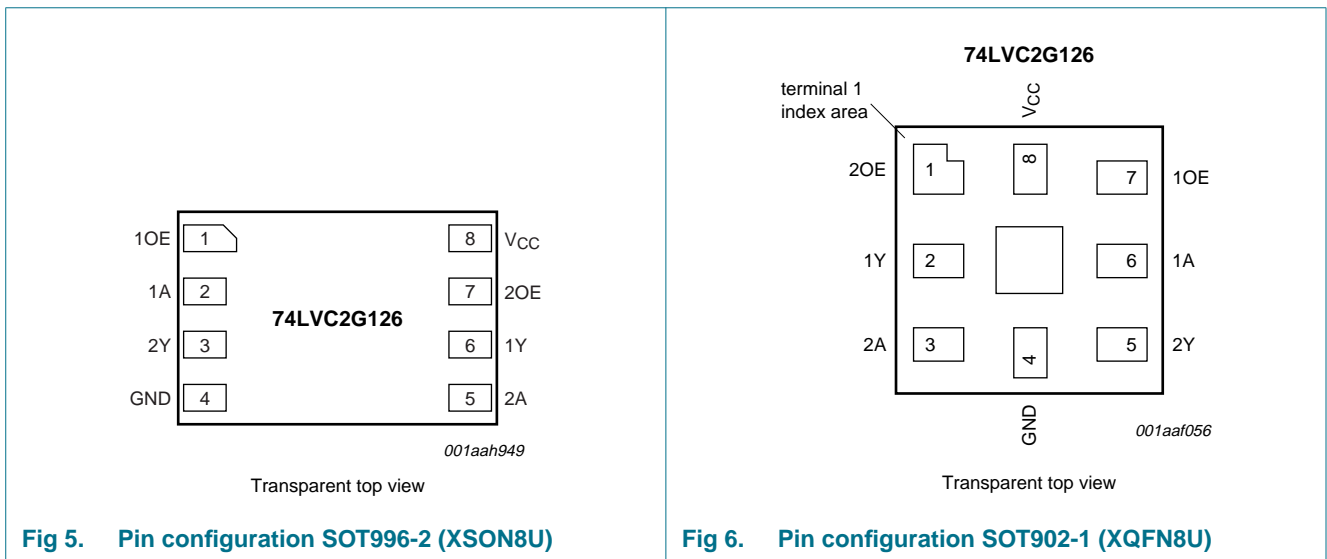 1OE 1 8 VCC
1A 2 7 2OE
74LVC2G126
2Y 3 6 1Y
GND 4 5 2A
001aah949
Transparent top view
Fig 5. Pin configuration SOT996-2 (XSON8U)
74LVC2G126
terminal 1
index area
VCC
2OE 1 8 7 1OE
1Y 2 6 1A
2A 3 4 5 2Y
GND
001aaf056
Transparent top view
Fig 6. Pin configuration SOT902-1 (XQFN8U)